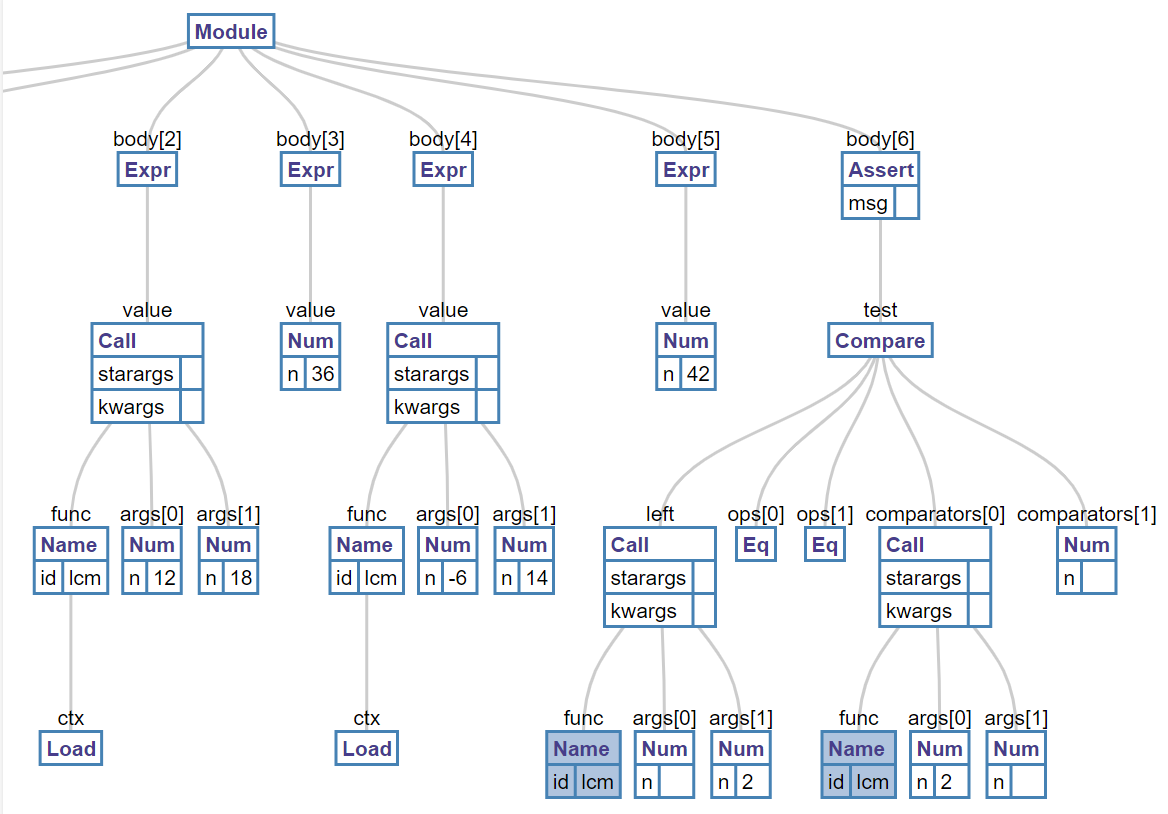 Module
body[2] body[3] body[4] body[5] body[6]
Expr Expr Expr Expr Assert
msg
value value value value test
Call Num Call Num Compare
starargs n 36 starargs n 42
kwargs kwargs
func args[0] args[1] func args[0] args[1] left ops[0] ops[1] comparators[0] comparators[1]
Name Num Num Name Num Num Call Eq Eq Call Num
id lcm n 12 n 18 id lcm n -6 n 14 starargs starargs n
kwargs kwargs
ctx ctx func args[0] args[1] func args[0] args[1]
Load Load Name Num Num Name Num Num
id lcm n n 2 id lcm n 2 n